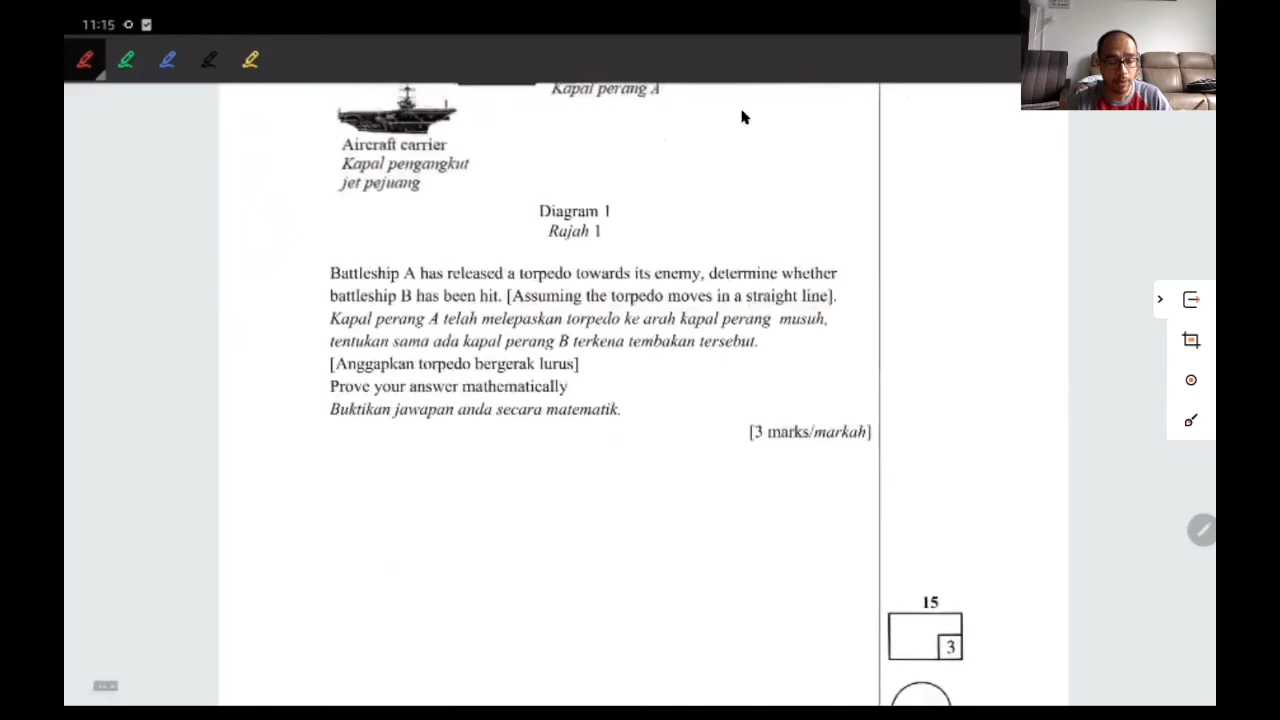 11:15
Kapal perang A
Aircraft carrier
Kapal pengangkut
jet pejuang
Diagram 1
Rajah 1
Battleship A has released a torpedo towards its enemy, determine whether
battleship B has been hit. [Assuming the torpedo moves in a straight line].
Kapal perang A telah melepaskan torpedo ke arah kapal perang musuh,
tentukan sama ada kapal perang B terkena tembakan tersebut.
[Anggapkan torpedo bergerak lurus]
Prove your answer mathematically
Buktikan jawapan anda secara matematik.
[3 marks/markah]
15
3